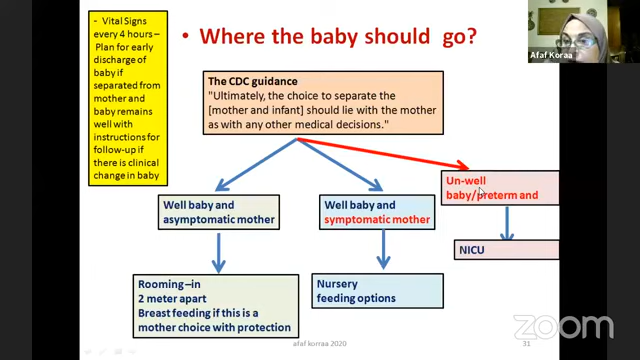 - Vital Signs
every 4 hours –
Plan for early
discharge of
baby if
separated from
mother and
baby remains
well with
instructions for
follow-up if
there is clinical
change in baby
• Where the baby should go?
Afaf Koraa
The CDC guidance
"Ultimately, the choice to separate the
[mother and infant] should lie with the mother
as with any other medical decisions."
Well baby and
asymptomatic mother
Well baby and
symptomatic mother
Un-well
baby/preterm and
Rooming –in
2 meter apart
Breast feeding if this is a
mother choice with protection
Nursery
feeding options
NICU
afaf korraa 2020
31
zoom